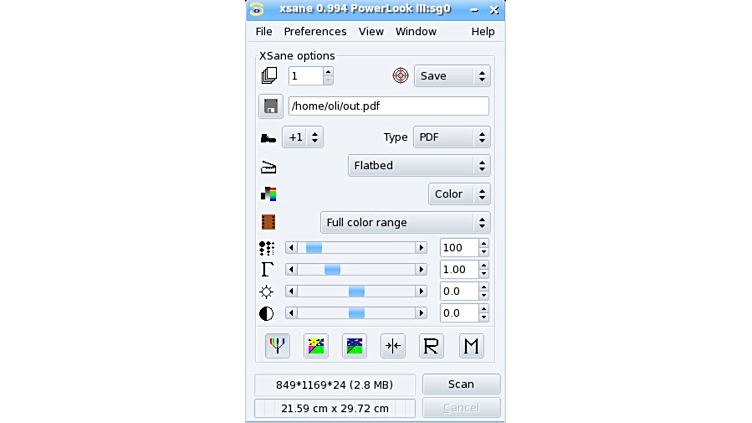 xsane 0.994 PowerLook III:sg0
File Preferences View Window Help
XSane options
1 Save
/home/oli/out.pdf
+1 Type PDF
Flatbed
Color
Full color range
100
Γ 1.00
0.0
0.0
R M
849*1169*24 (2.8 MB) Scan
21.59 cm x 29.72 cm Cancel